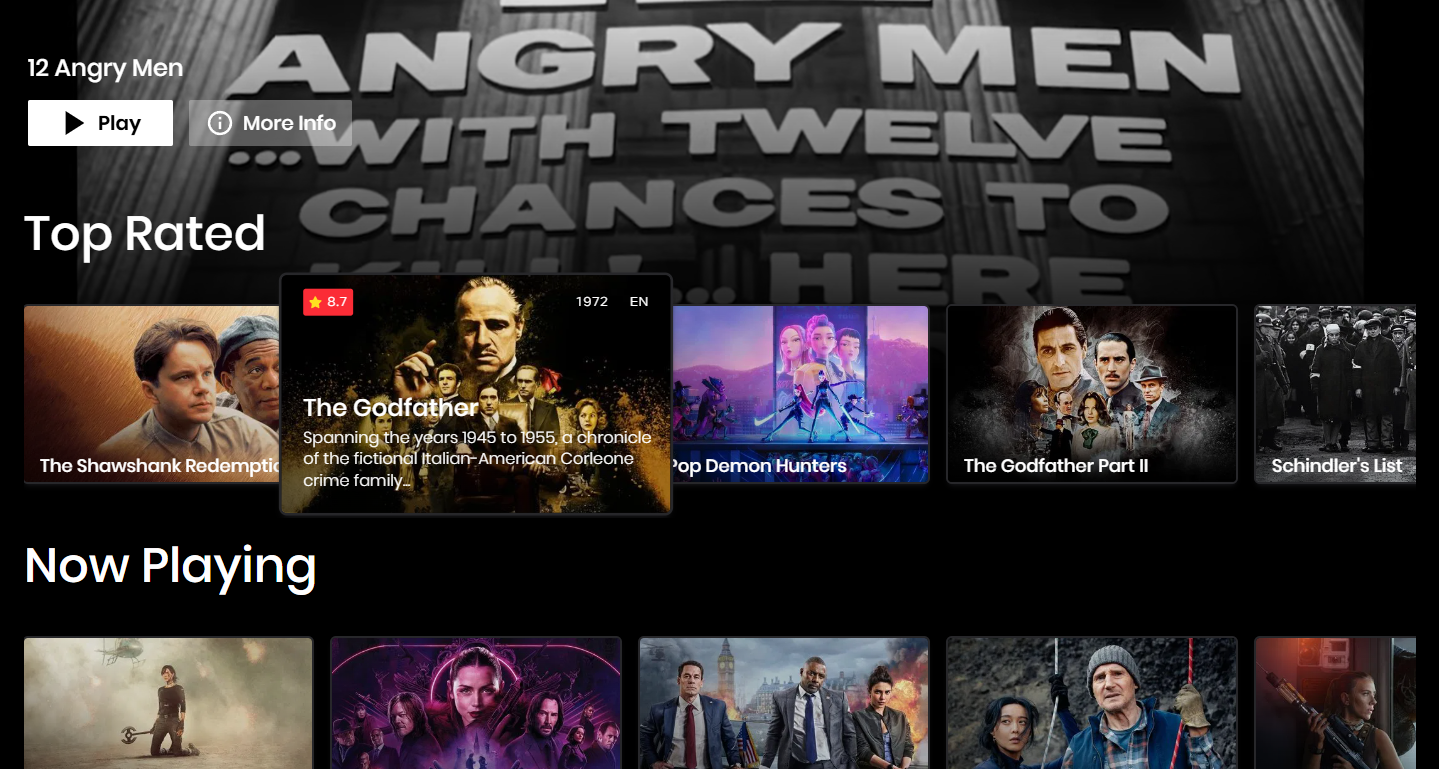 ANGRY MEN
12 Angry Men
Play
More Info
...WITH TWELVE
CHANCES TO
KILL... HERE
Top Rated
8.7
1972
EN
The Godfather
Spanning the years 1945 to 1955, a chronicle
of the fictional Italian-American Corleone
crime family...
The Shawshank Redemptio
Pop Demon Hunters
The Godfather Part II
Schindler's List
Now Playing